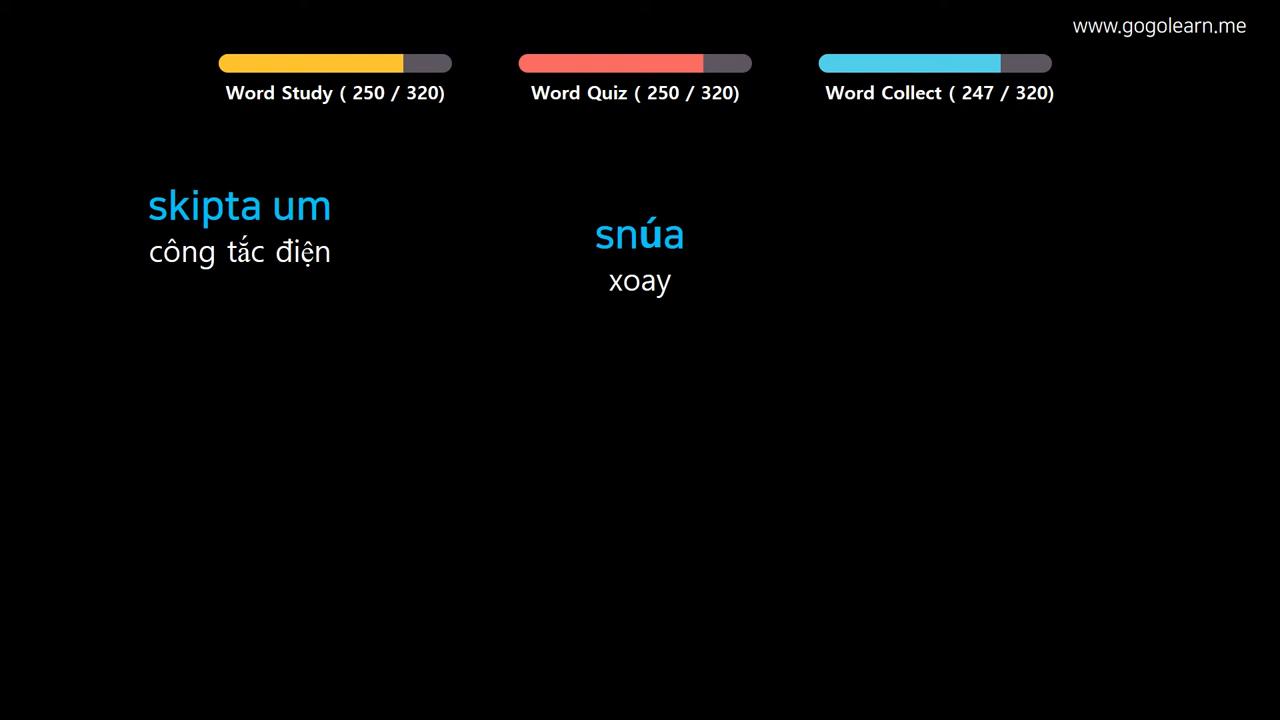 www.gogolearn.me
Word Study ( 250 / 320)
Word Quiz ( 250 / 320)
Word Collect ( 247 / 320)
skipta um
công tắc điện
snúa
xoay